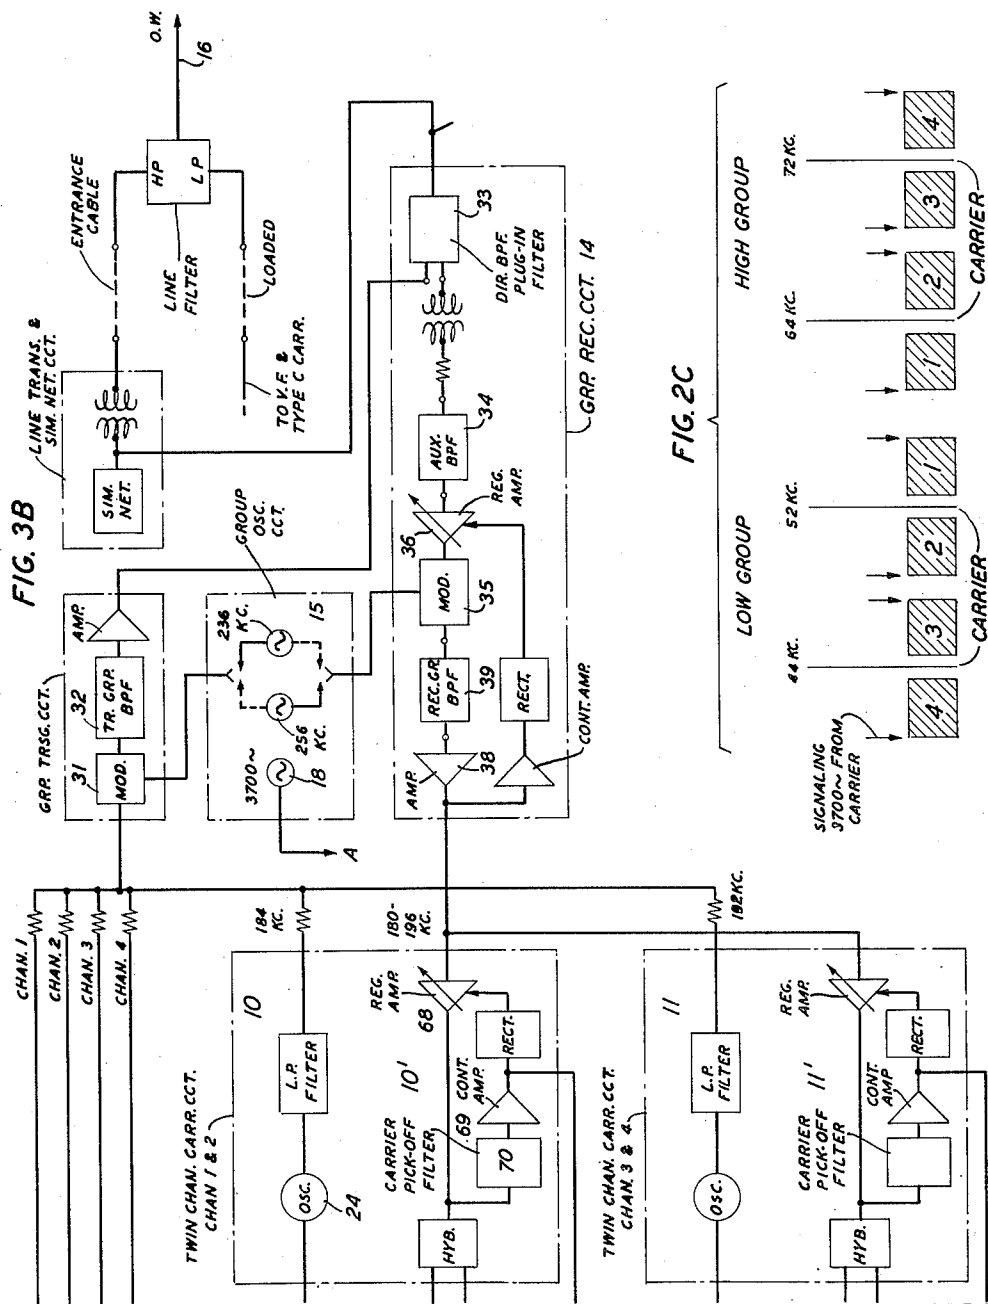 FIG. 3B
CHAN. 1
CHAN. 2
CHAN. 3
CHAN. 4
GRP. TRSG. CCT.
31
MOD.
32
TR. GRP.
BPF
AMP.
LINE TRANS. &
SIM. NET. CCT.
SIM.
NET.
ENTRANCE
CABLE
HP
LP
LINE
FILTER
O.W.
16
LOADED
TO V.F. &
TYPE C CARR.
GROUP
OSC.
CCT.
3700~
18
A
256
KC.
236
KC.
15
AMP.
38
REC. GR.
BPF
39
MOD.
35
36
REG.
AMP.
AUX.
BPF
34
DIR. BPF.
PLUG-IN
FILTER
33
CONT. AMP.
RECT.
GRP. REC. CCT. 14
TWIN CHAN. CARR. CCT.
CHAN 1 & 2
OSC.
24
L.P.
FILTER
10
184
KC.
HYB.
CARRIER
PICK-OFF
FILTER
70
69
CONT.
AMP.
10'
RECT.
68
REG.
AMP.
180-
196
KC.
TWIN CHAN. CARR. CCT.
CHAN. 3 & 4.
OSC.
L.P.
FILTER
11
192KC.
HYB.
CARRIER
PICK-OFF
FILTER
CONT.
AMP
11'
RECT.
REG.
AMP.
FIG. 2C
LOW GROUP
HIGH GROUP
44 KC.
52 KC.
64 KC.
72 KC.
SIGNALING
3700~ FROM
CARRIER
4
3
2
1
1
2
3
4
CARRIER
CARRIER